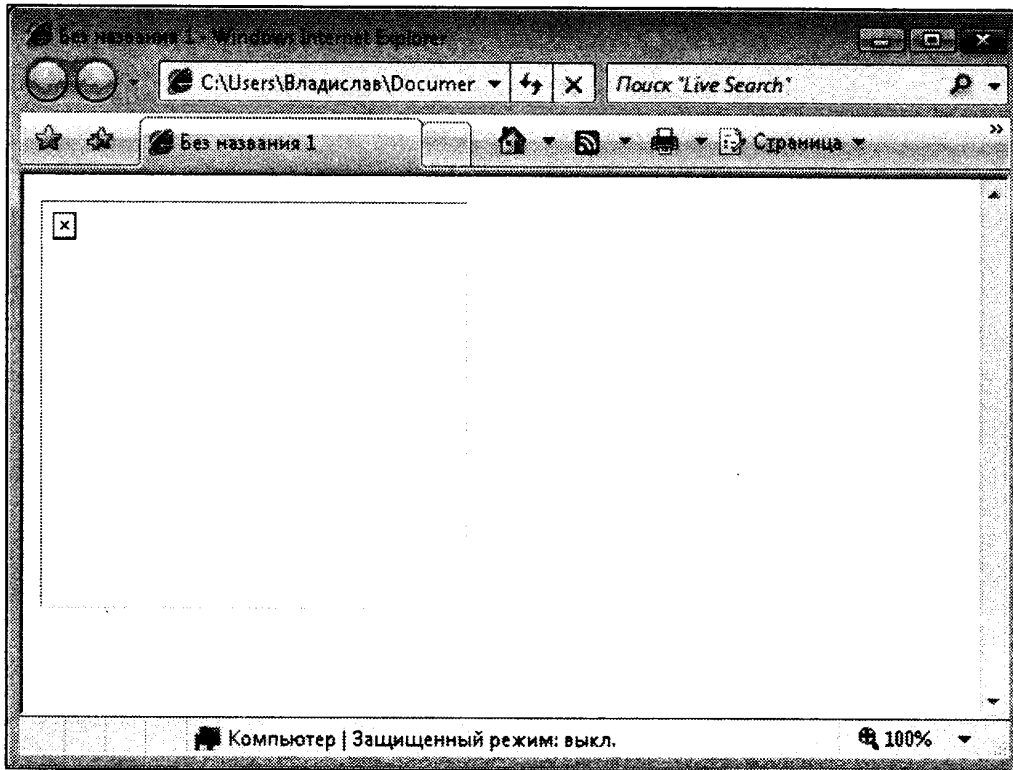 Без названия 1 - Windows Internet Explorer
C:\Users\Владислав\Documer
Поиск "Live Search"
Без названия 1
Страница
»
Компьютер | Защищенный режим: выкл.
100%